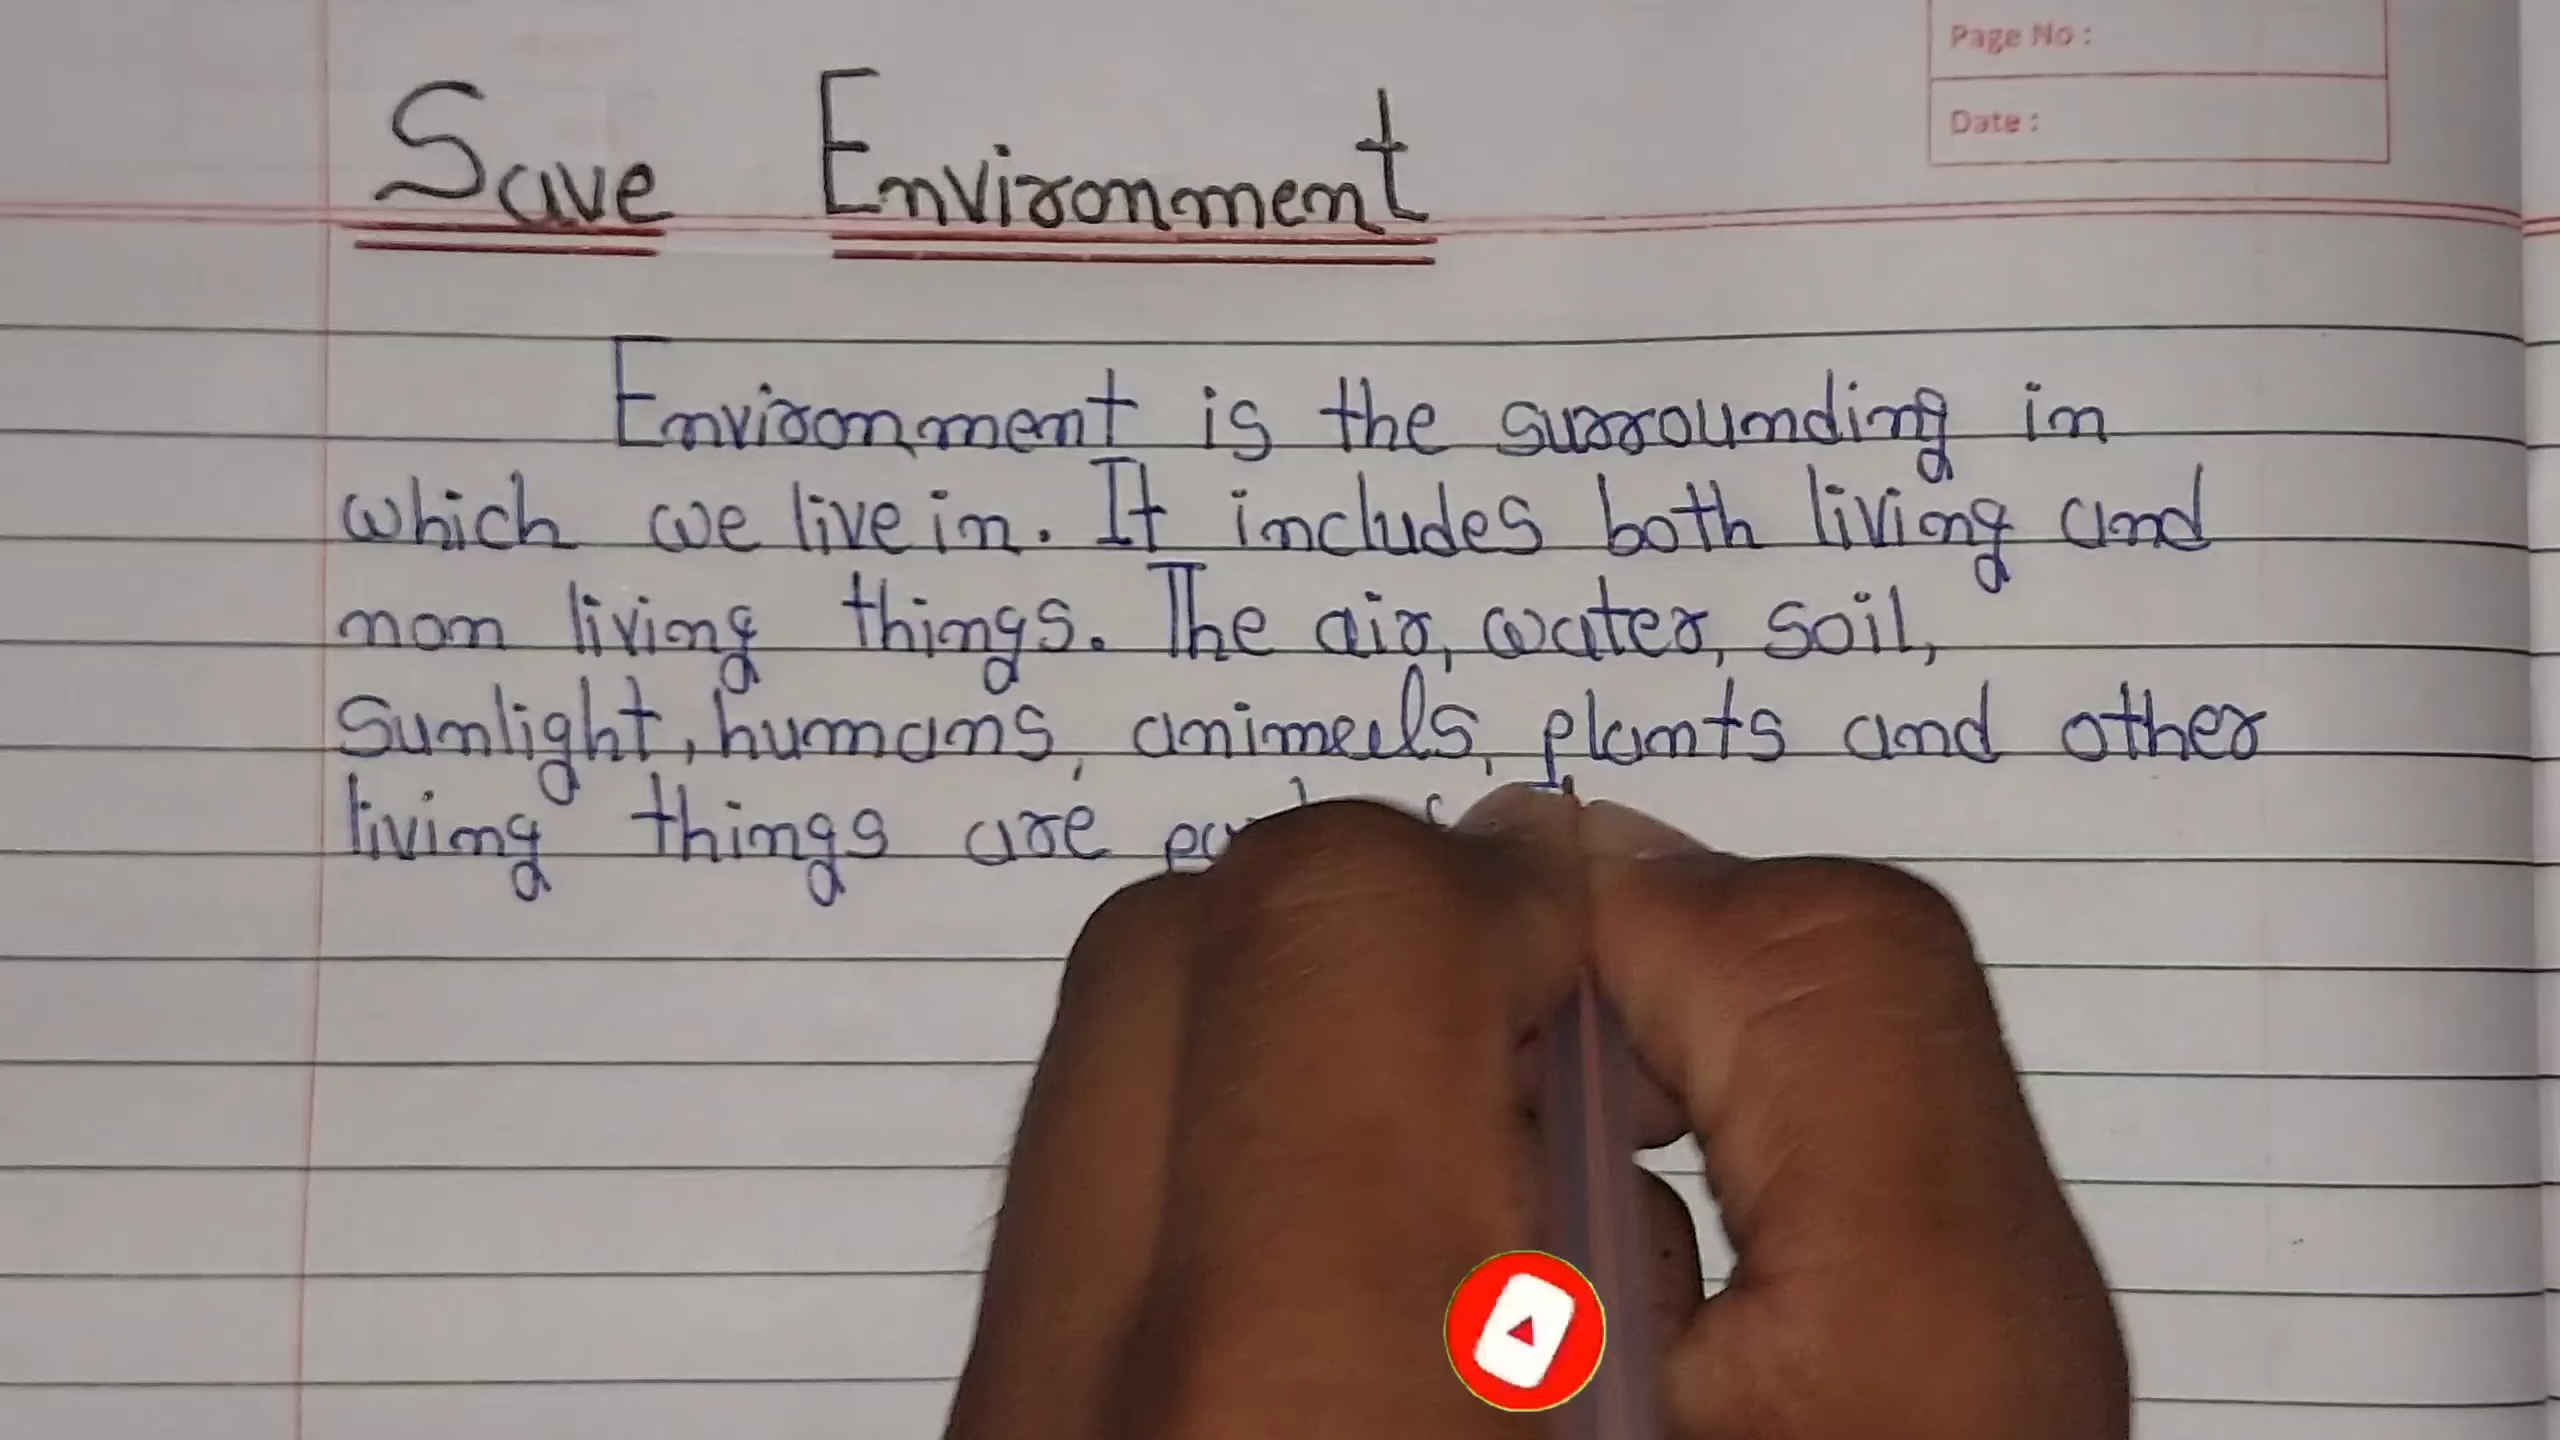 Page No :
Date :
Save Environment
Environment is the surrounding in
which we live in. It includes both living and
non living things. The air, water, soil,
Sunlight, humans, animals, plants and other
living things are